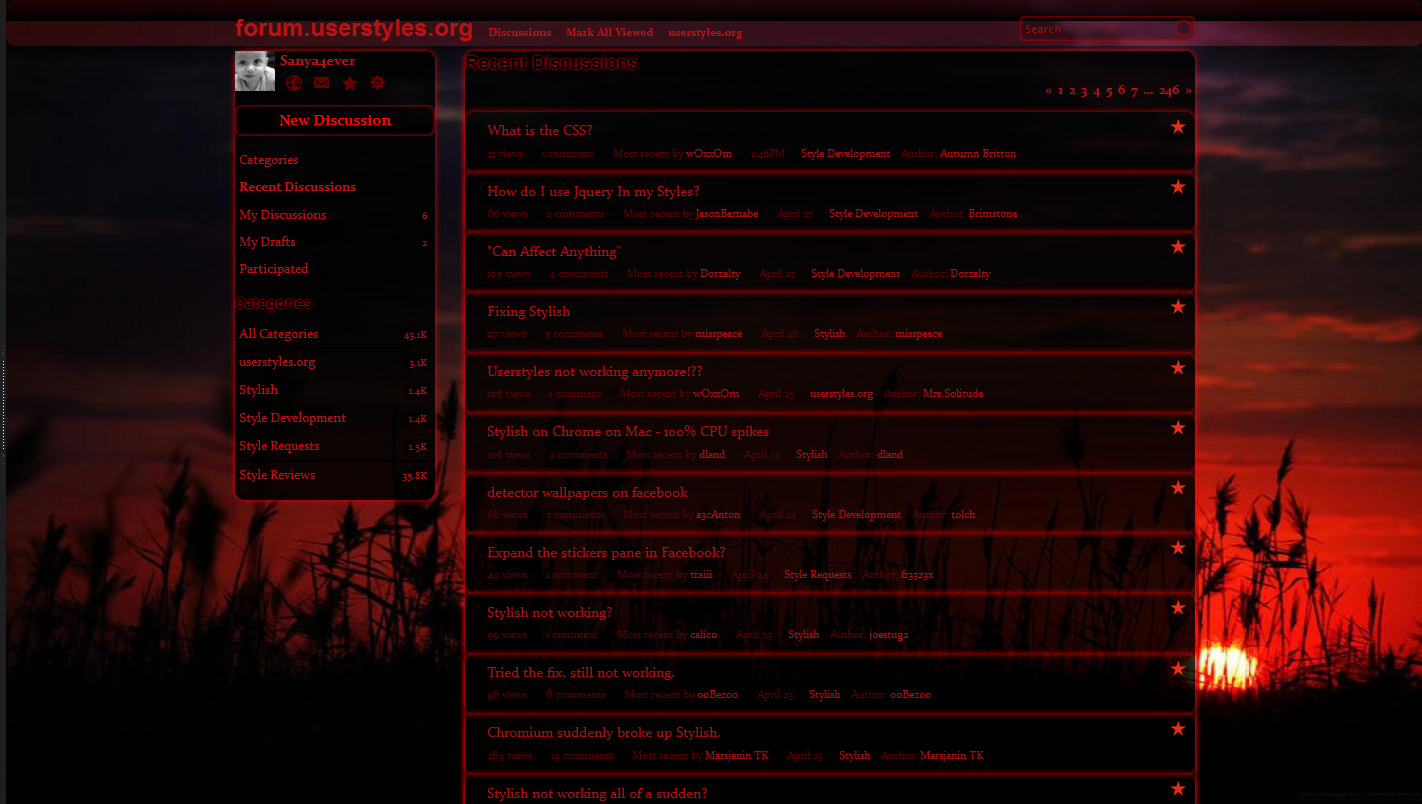 forum.userstyles.org Discussions Mark All Viewed userstyles.org Search
Sanya4ever
New Discussion
Categories
Recent Discussions
My Discussions 6
My Drafts 2
Participated
Categories
All Categories 43.1K
userstyles.org 3.1K
Stylish 1.4K
Style Development 1.4K
Style Requests 1.5K
Style Reviews 35.8K
Recent Discussions
« 1 2 3 4 5 6 7 ... 246 »
What is the CSS?
21 views 1 comment Most recent by wOxxOm 1:46PM Style Development Author: Autumn Britton
How do I use Jquery In my Styles?
86 views 2 comments Most recent by JasonBarnabe April 27 Style Development Author: Brimstone
"Can Affect Anything"
109 views 4 comments Most recent by Dorzalty April 27 Style Development Author: Dorzalty
Fixing Stylish
117 views 5 comments Most recent by misspeace April 26 Stylish Author: misspeace
Userstyles not working anymore!??
106 views 1 comment Most recent by wOxxOm April 25 userstyles.org Author: Mrs.Solitude
Stylish on Chrome on Mac - 100% CPU spikes
106 views 2 comments Most recent by dland April 25 Stylish Author: dland
detector wallpapers on facebook
66 views 2 comments Most recent by a3cAnton April 24 Style Development Author: tolch
Expand the stickers pane in Facebook?
49 views 1 comment Most recent by traiii April 24 Style Requests Author: fr3323x
Stylish not working?
99 views 1 comment Most recent by calico April 23 Stylish Author: joestug2
Tried the fix, still not working.
98 views 8 comments Most recent by ooBezoo April 23 Stylish Author: ooBezoo
Chromium suddenly broke up Stylish.
289 views 19 comments Most recent by Marsjanin TK April 23 Stylish Author: Marsjanin TK
Stylish not working all of a sudden?